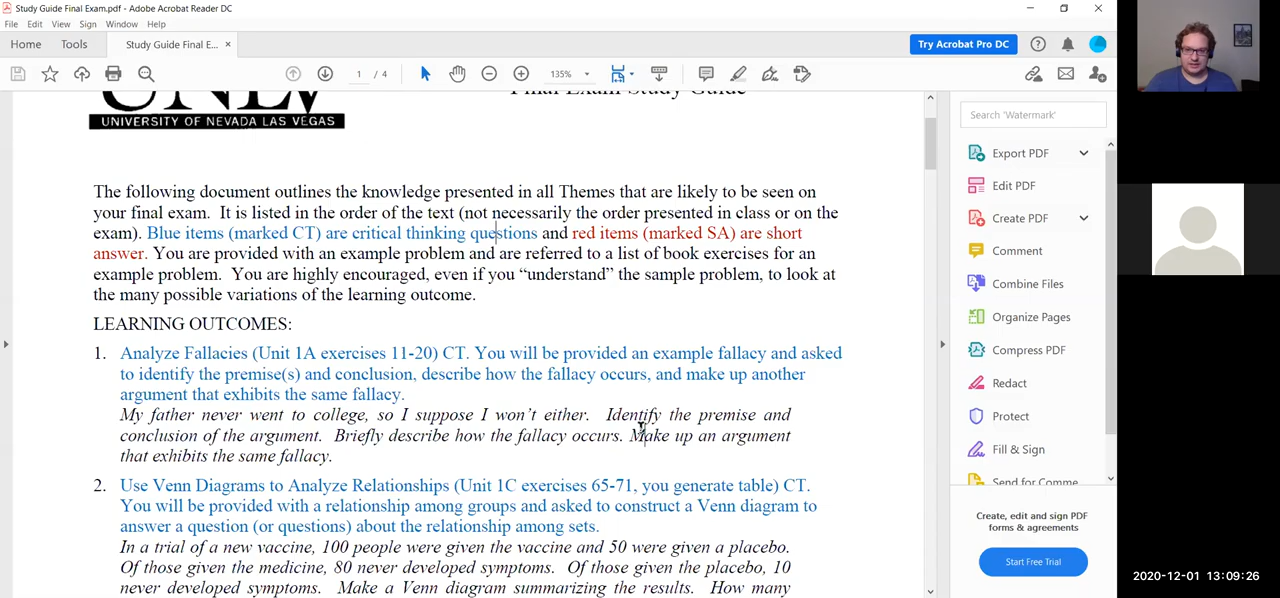 Study Guide Final Exam.pdf - Adobe Acrobat Reader DC
File Edit View Sign Window Help
Home Tools Study Guide Final E... ×
Try Acrobat Pro DC
1 / 4
135%
Final Exam Study Guide
UNLV
UNIVERSITY OF NEVADA LAS VEGAS
The following document outlines the knowledge presented in all Themes that are likely to be seen on
your final exam. It is listed in the order of the text (not necessarily the order presented in class or on the
exam). Blue items (marked CT) are critical thinking questions and red items (marked SA) are short
answer. You are provided with an example problem and are referred to a list of book exercises for an
example problem. You are highly encouraged, even if you “understand” the sample problem, to look at
the many possible variations of the learning outcome.
LEARNING OUTCOMES:
1. Analyze Fallacies (Unit 1A exercises 11-20) CT. You will be provided an example fallacy and asked
to identify the premise(s) and conclusion, describe how the fallacy occurs, and make up another
argument that exhibits the same fallacy.
My father never went to college, so I suppose I won’t either. Identify the premise and
conclusion of the argument. Briefly describe how the fallacy occurs. Make up an argument
that exhibits the same fallacy.
2. Use Venn Diagrams to Analyze Relationships (Unit 1C exercises 65-71, you generate table) CT.
You will be provided with a relationship among groups and asked to construct a Venn diagram to
answer a question (or questions) about the relationship among sets.
In a trial of a new vaccine, 100 people were given the vaccine and 50 were given a placebo.
Of those given the medicine, 80 never developed symptoms. Of those given the placebo, 10
never developed symptoms. Make a Venn diagram summarizing the results. How many
Search 'Watermark'
Export PDF
Edit PDF
Create PDF
Comment
Combine Files
Organize Pages
Compress PDF
Redact
Protect
Fill & Sign
Send for Comme
Create, edit and sign PDF
forms & agreements
Start Free Trial
2020-12-01 13:09:26